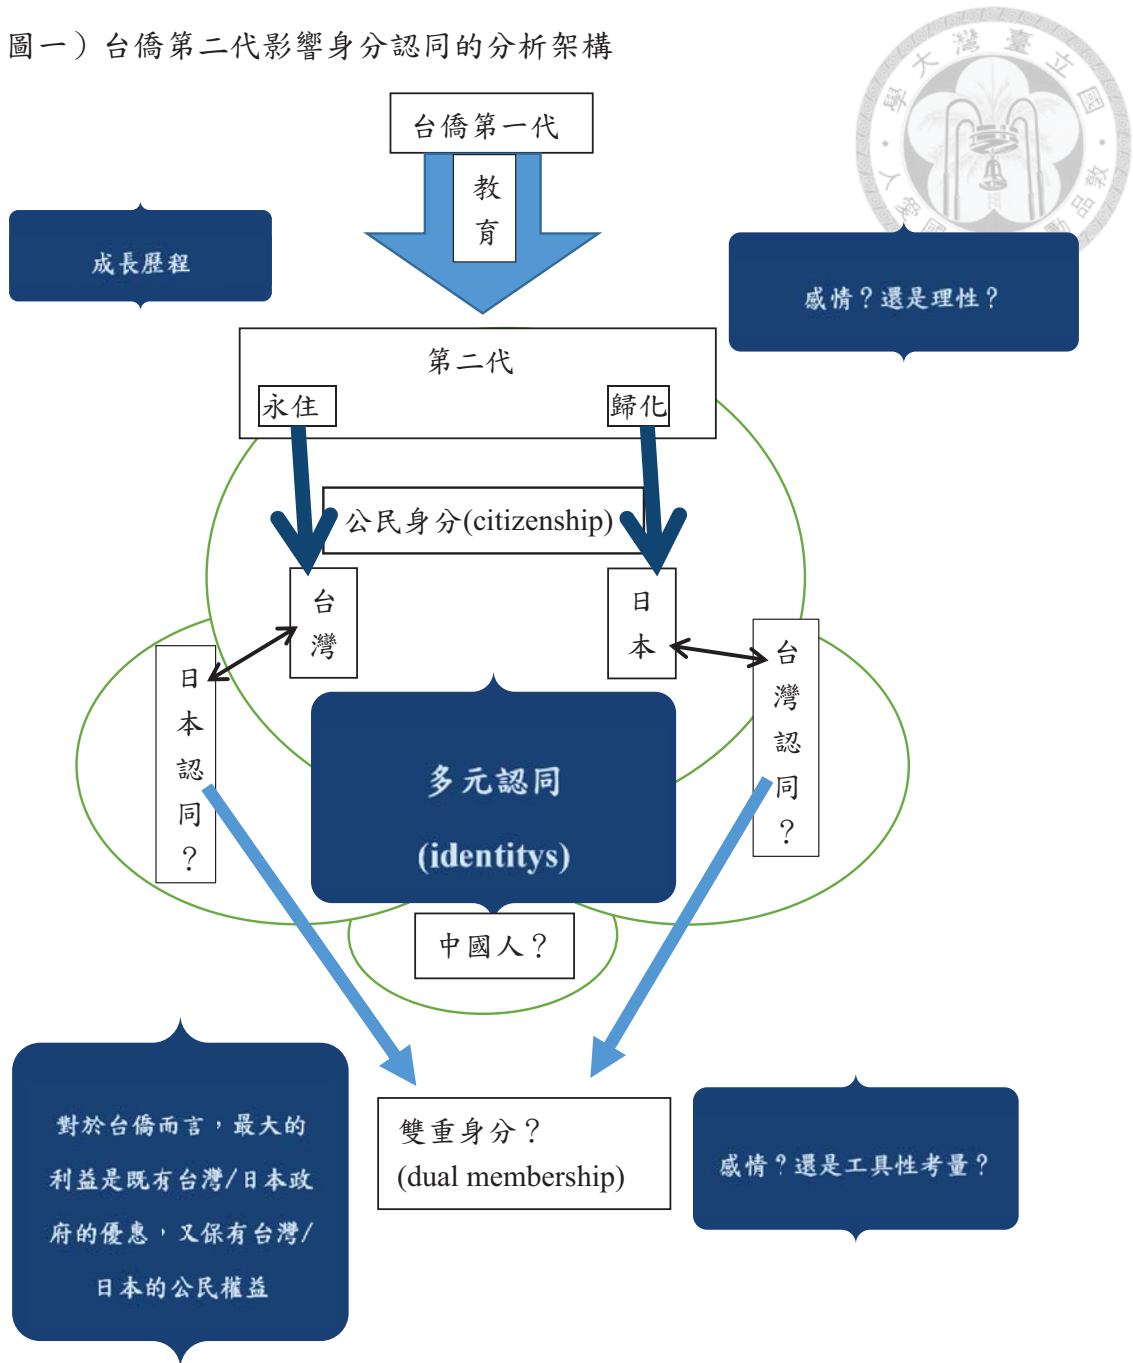 圖一）台僑第二代影響身分認同的分析架構
國立臺灣大學
台僑第一代
教育
成長歷程
感情？還是理性？
第二代
永住
歸化
公民身分(citizenship)
台灣
日本
日本認同？
台灣認同？
多元認同
(identitys)
中國人？
對於台僑而言，最大的
利益是既有台灣/日本政
府的優惠，又保有台灣/
日本的公民權益
雙重身分？
(dual membership)
感情？還是工具性考量？